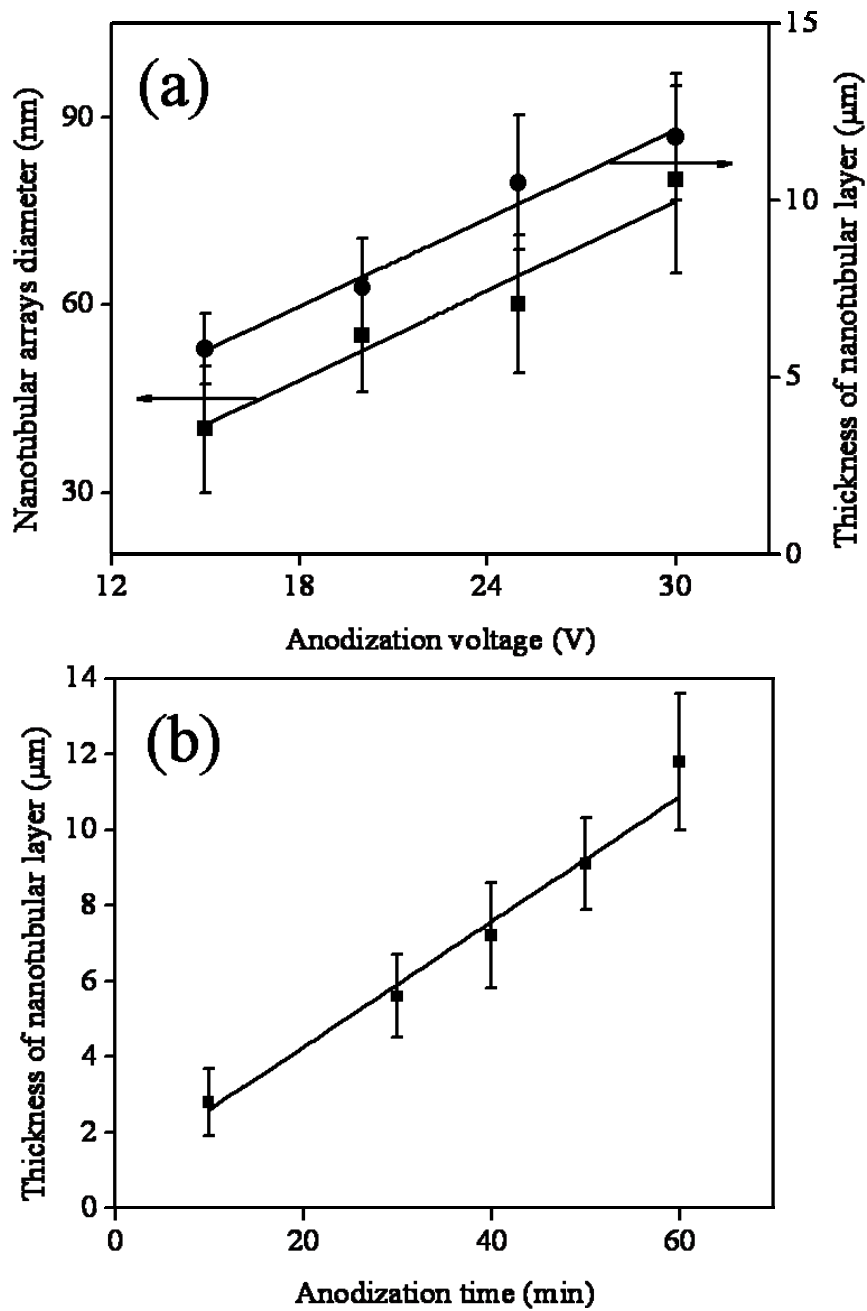 (a)
Nanotubular arrays diameter (nm)
90
60
30
15
10
5
0
Thickness of nanotubular layer (μm)
12 18 24 30
Anodization voltage (V)
(b)
Thickness of nanotubular layer (μm)
14
12
10
8
6
4
2
0
0 20 40 60
Anodization time (min)